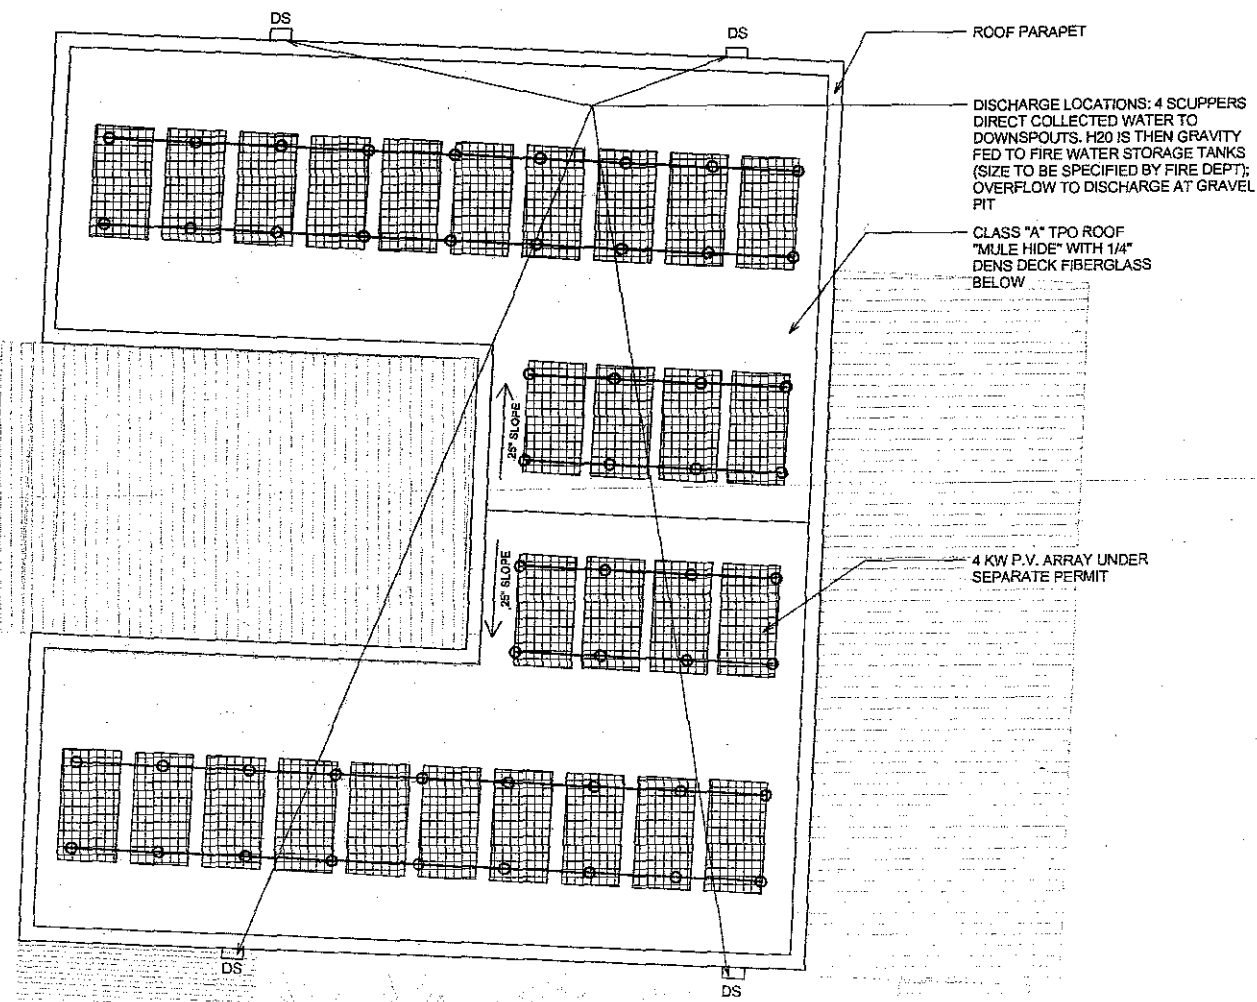 DS
DS
ROOF PARAPET
DISCHARGE LOCATIONS: 4 SCUPPERS
DIRECT COLLECTED WATER TO
DOWNSPOUTS. H20 IS THEN GRAVITY
FED TO FIRE WATER STORAGE TANKS
(SIZE TO BE SPECIFIED BY FIRE DEPT);
OVERFLOW TO DISCHARGE AT GRAVEL
PIT
CLASS "A" TPO ROOF
"MULE HIDE" WITH 1/4"
DENS DECK FIBERGLASS
BELOW
.25" SLOPE
.25" SLOPE
4 KW P.V. ARRAY UNDER
SEPARATE PERMIT
DS
DS